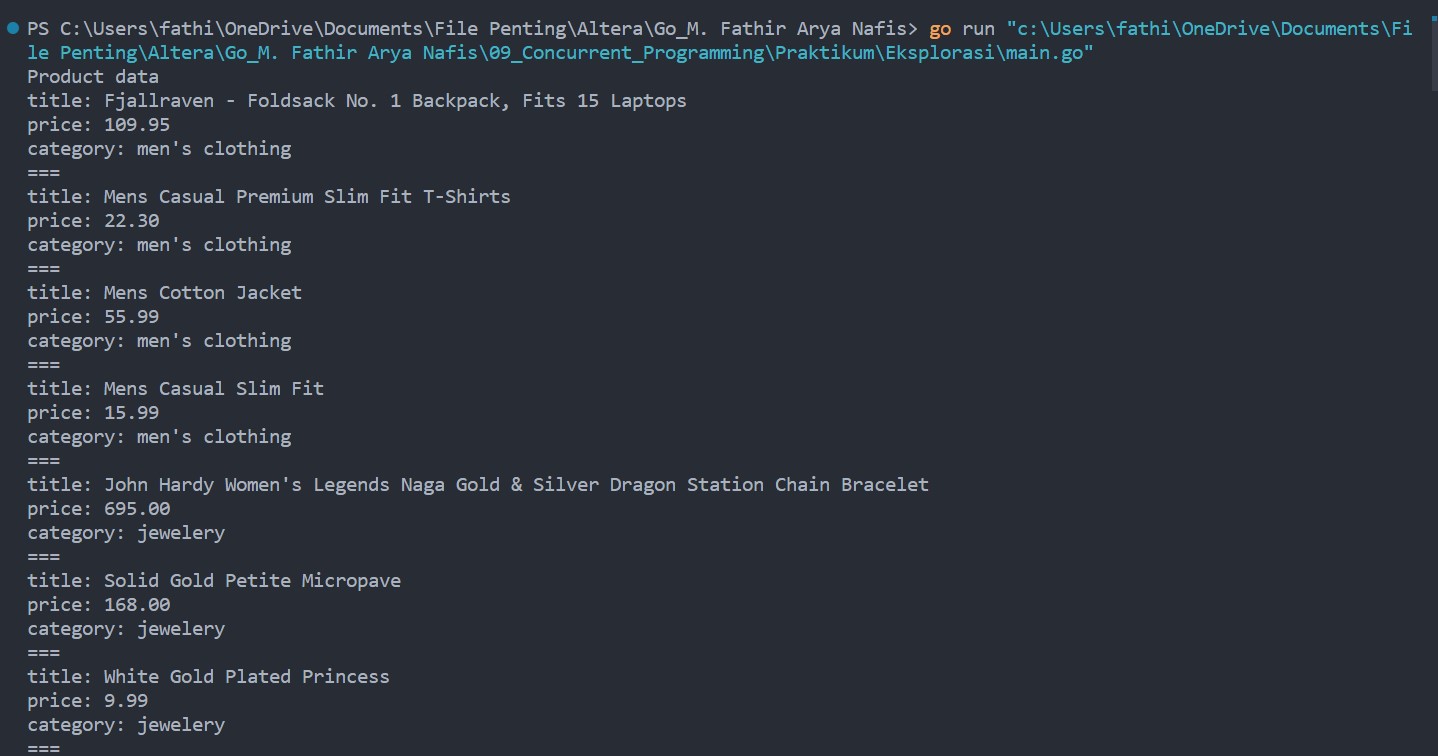 PS C:\Users\fathi\OneDrive\Documents\File Penting\Altera\Go_M. Fathir Arya Nafis> go run "c:\Users\fathi\OneDrive\Documents\Fi
le Penting\Altera\Go_M. Fathir Arya Nafis\09_Concurrent_Programming\Praktikum\Eksplorasi\main.go"
Product data
title: Fjallraven - Foldsack No. 1 Backpack, Fits 15 Laptops
price: 109.95
category: men's clothing
===
title: Mens Casual Premium Slim Fit T-Shirts
price: 22.30
category: men's clothing
===
title: Mens Cotton Jacket
price: 55.99
category: men's clothing
===
title: Mens Casual Slim Fit
price: 15.99
category: men's clothing
===
title: John Hardy Women's Legends Naga Gold & Silver Dragon Station Chain Bracelet
price: 695.00
category: jewelery
===
title: Solid Gold Petite Micropave
price: 168.00
category: jewelery
===
title: White Gold Plated Princess
price: 9.99
category: jewelery
===